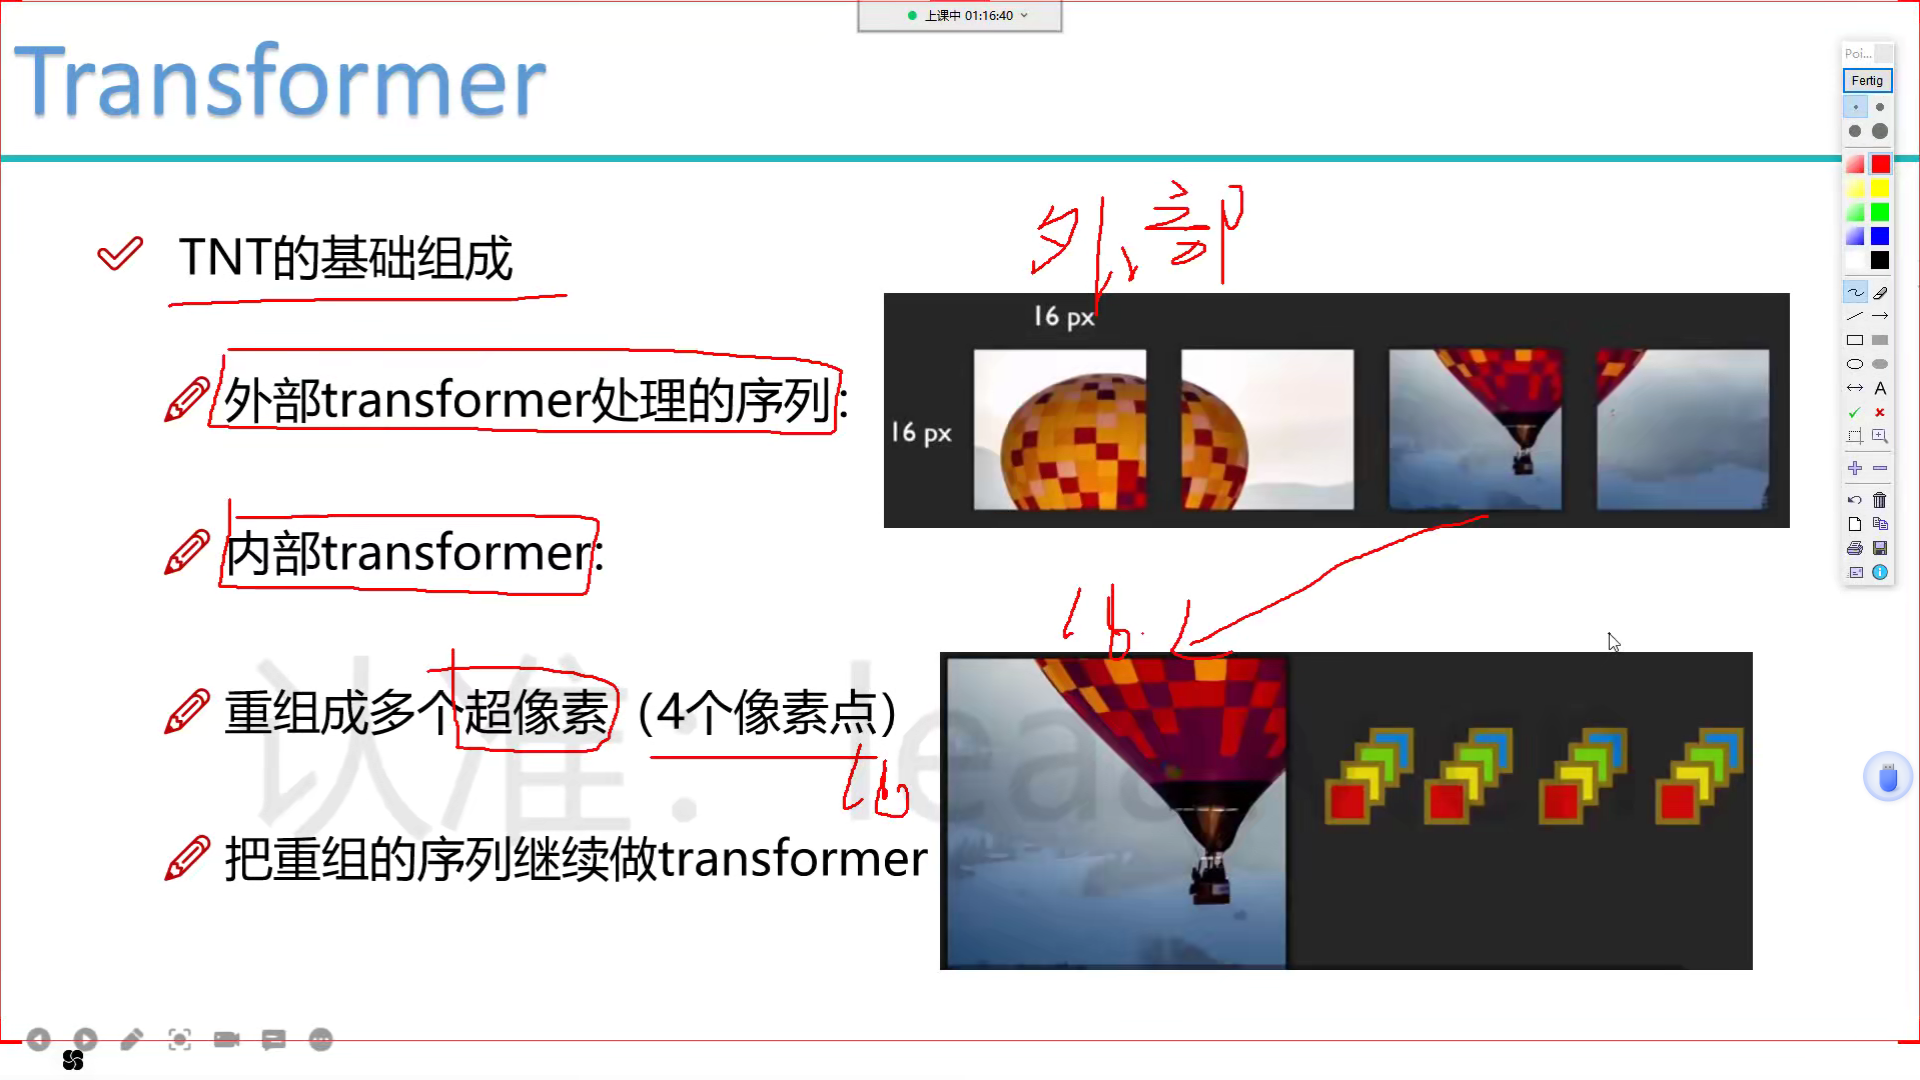 上课中 01:16:40
Transformer
Poi...
Fertig
外部
TNT的基础组成
16 px
外部transformer处理的序列:
16 px
内部transformer:
重组成多个超像素（4个像素点）
16
把重组的序列继续做transformer
认准：